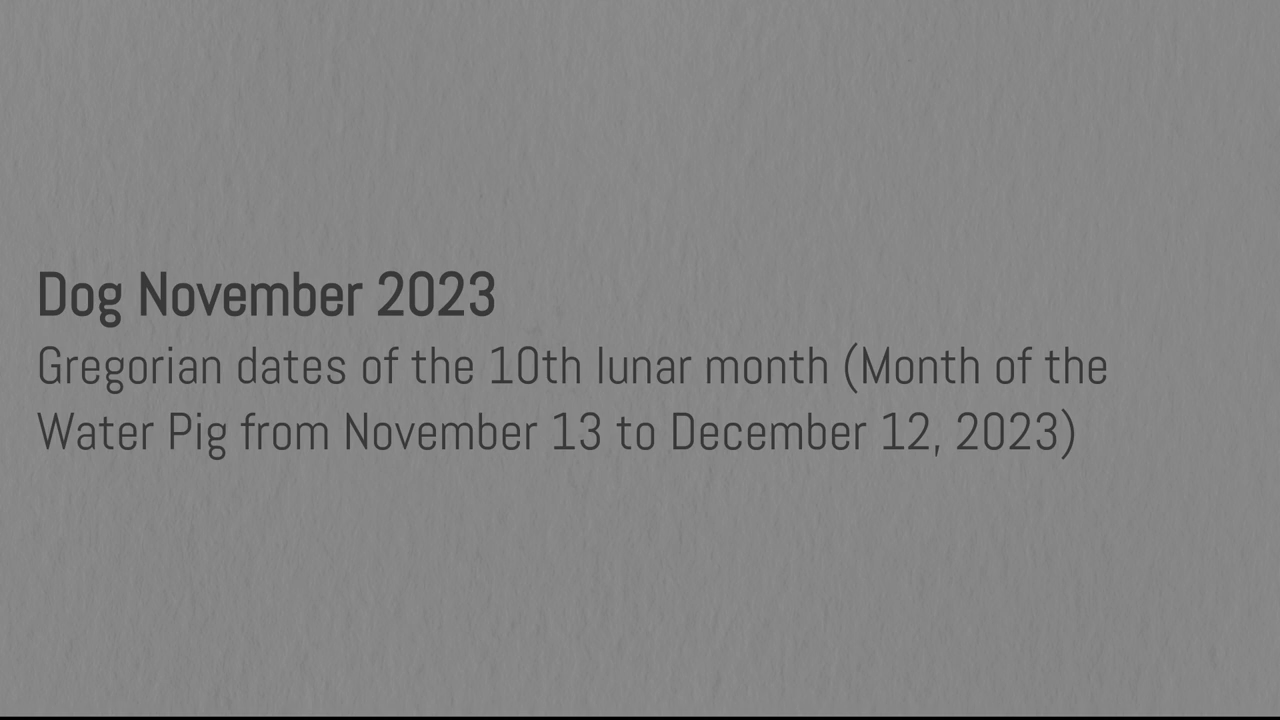 Dog November 2023
Gregorian dates of the 10th lunar month (Month of the
Water Pig from November 13 to December 12, 2023)